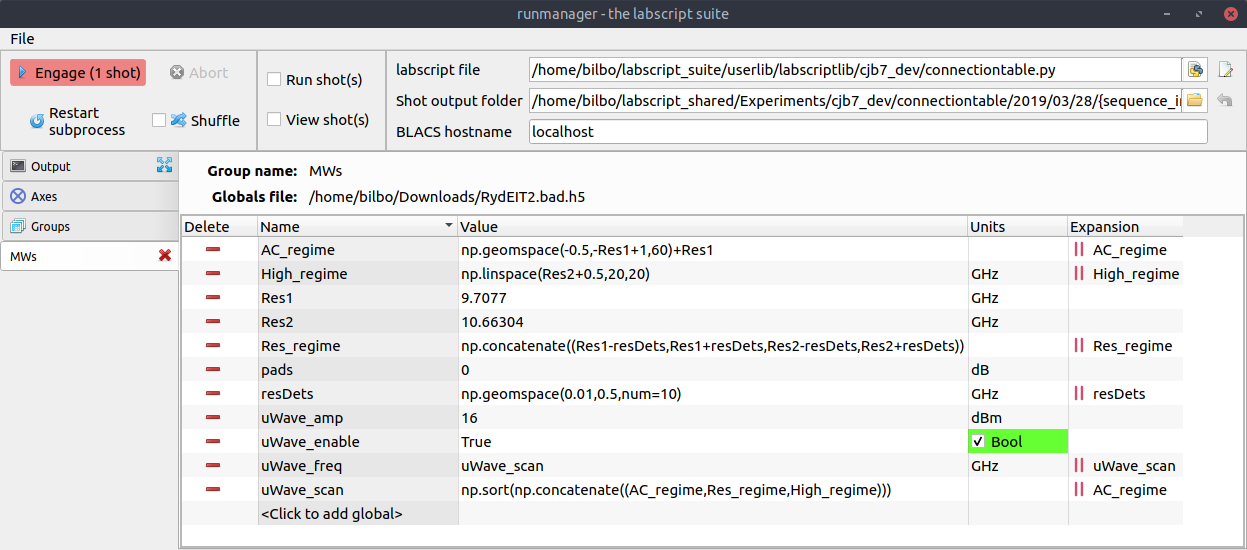 runmanager - the labscript suite
File
Engage (1 shot) Abort
Restart subprocess Shuffle
Run shot(s)
View shot(s)
labscript file /home/bilbo/labscript_suite/userlib/labscriptlib/cjb7_dev/connectiontable.py
Shot output folder /home/bilbo/labscript_shared/Experiments/cjb7_dev/connectiontable/2019/03/28/{sequence_i
BLACS hostname localhost
Output
Axes
Groups
MWs
Group name: MWs
Globals file: /home/bilbo/Downloads/RydEIT2.bad.h5
Delete Name Value Units Expansion
AC_regime np.geomspace(-0.5,-Res1+1,60)+Res1 AC_regime
High_regime np.linspace(Res2+0.5,20,20) GHz High_regime
Res1 9.7077 GHz
Res2 10.66304 GHz
Res_regime np.concatenate((Res1-resDets,Res1+resDets,Res2-resDets,Res2+resDets)) Res_regime
pads 0 dB
resDets np.geomspace(0.01,0.5,num=10) GHz resDets
uWave_amp 16 dBm
uWave_enable True Bool
uWave_freq uWave_scan GHz uWave_scan
uWave_scan np.sort(np.concatenate((AC_regime,Res_regime,High_regime))) AC_regime
<Click to add global>